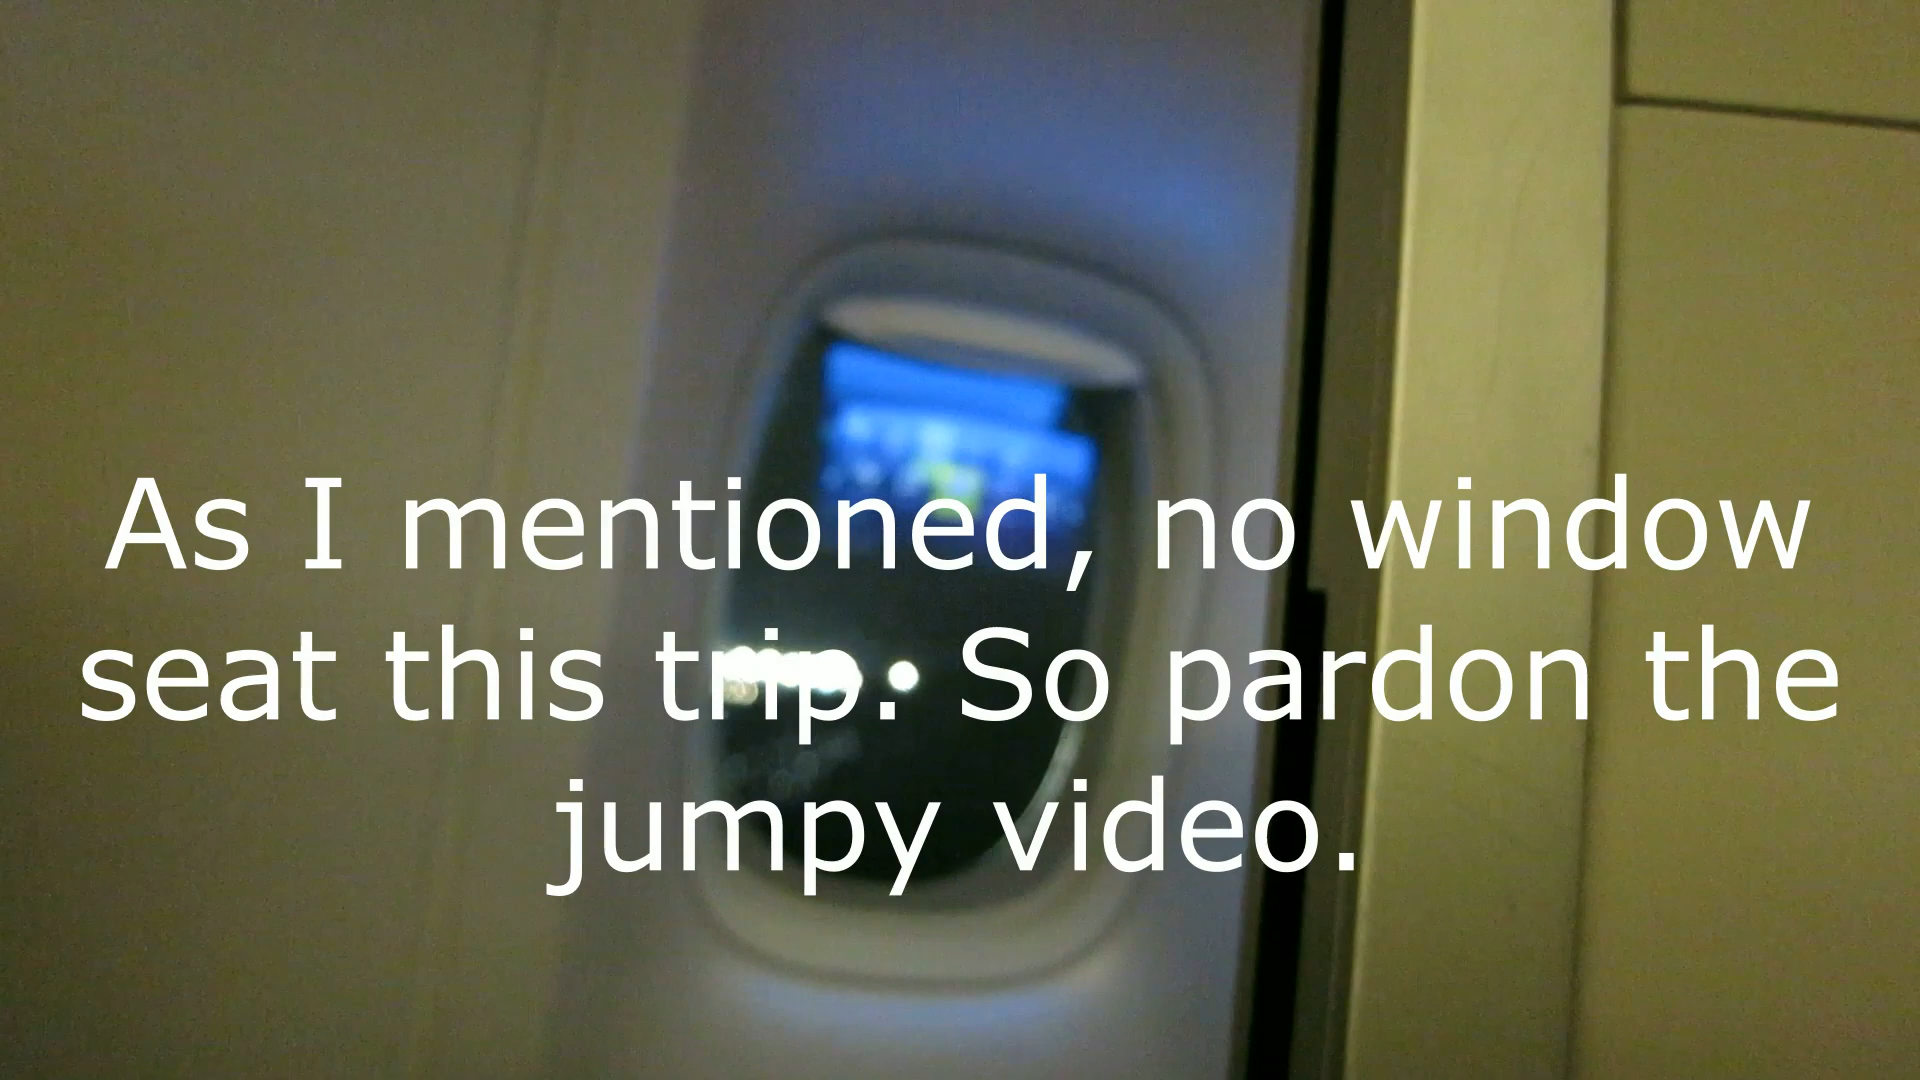 As I mentioned, no window
seat this trip. So pardon the
jumpy video.